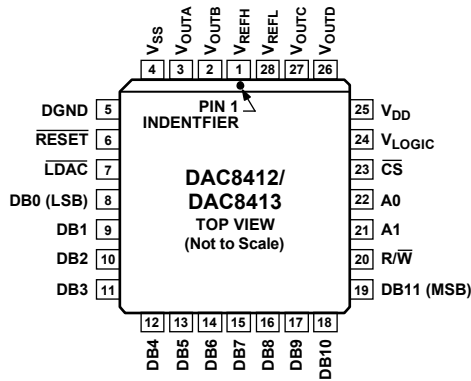 VSS VOUTA VOUTB VREFH VREFL VOUTC VOUTD
4 3 2 1 28 27 26
PIN 1
INDENTFIER
DGND 5
RESET 6
LDAC 7
DB0 (LSB) 8
DB1 9
DB2 10
DB3 11
DAC8412/
DAC8413
TOP VIEW
(Not to Scale)
25 VDD
24 VLOGIC
23 CS
22 A0
21 A1
20 R/W
19 DB11 (MSB)
12 13 14 15 16 17 18
DB4 DB5 DB6 DB7 DB8 DB9 DB10